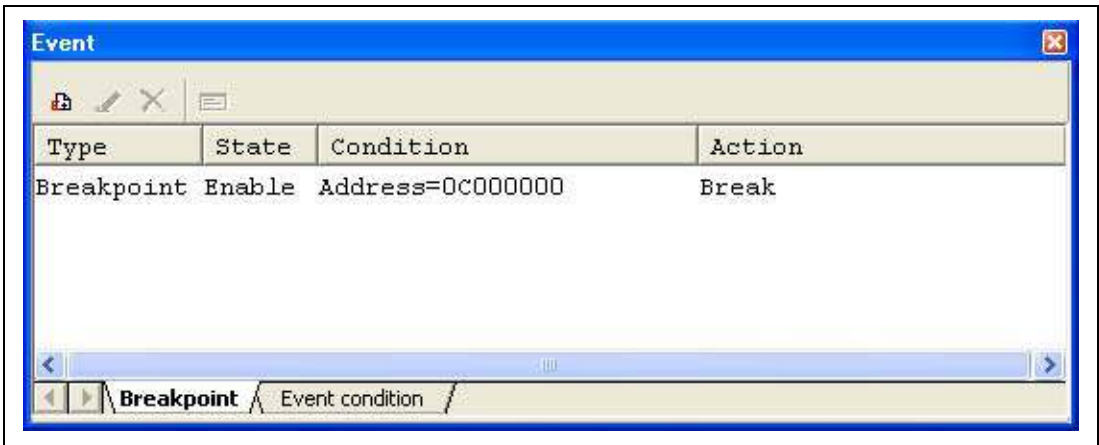 Event
Type State Condition Action
Breakpoint Enable Address=0C000000 Break
Breakpoint Event condition